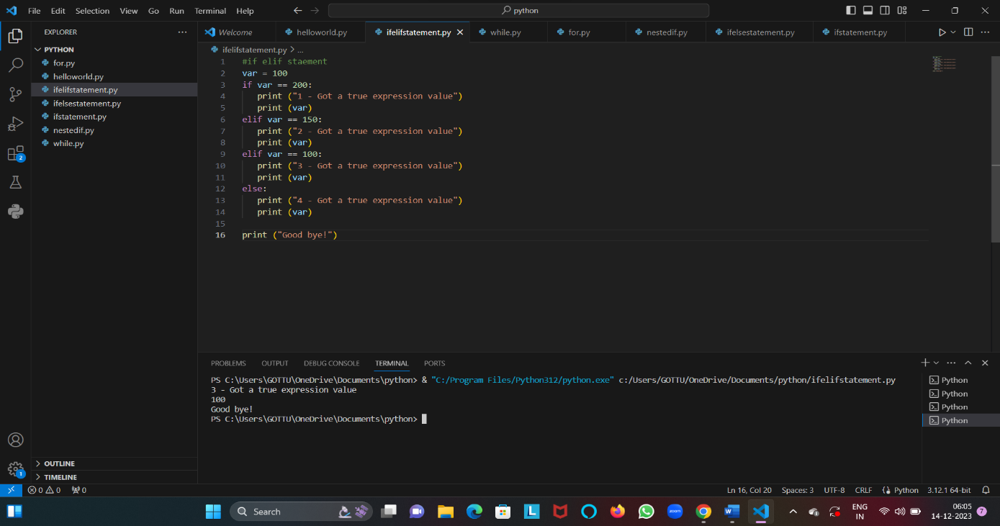 File Edit Selection View Go Run Terminal Help
python
EXPLORER
PYTHON
for.py
helloworld.py
ifelifstatement.py
ifelsestatement.py
ifstatement.py
nestedif.py
while.py
OUTLINE
TIMELINE
2
1
Welcome helloworld.py ifelifstatement.py while.py for.py nestedif.py ifelsestatement.py ifstatement.py
ifelifstatement.py > ...
1 #if elif staement
2 var = 100
3 if var == 200:
4 print ("1 - Got a true expression value")
5 print (var)
6 elif var == 150:
7 print ("2 - Got a true expression value")
8 print (var)
9 elif var == 100:
10 print ("3 - Got a true expression value")
11 print (var)
12 else:
13 print ("4 - Got a true expression value")
14 print (var)
15
16 print ("Good bye!")
PROBLEMS OUTPUT DEBUG CONSOLE TERMINAL PORTS
PS C:\Users\GOTTU\OneDrive\Documents\python> & "C:/Program Files/Python312/python.exe" c:/Users/GOTTU/OneDrive/Documents/python/ifelifstatement.py
3 - Got a true expression value
100
Good bye!
PS C:\Users\GOTTU\OneDrive\Documents\python>
Python
Python
Python
Python
0 0 0 Ln 16, Col 20 Spaces: 3 UTF-8 CRLF Python 3.12.1 64-bit
Search
L
zoom
W
ENG
IN
06:05
14-12-2023
7